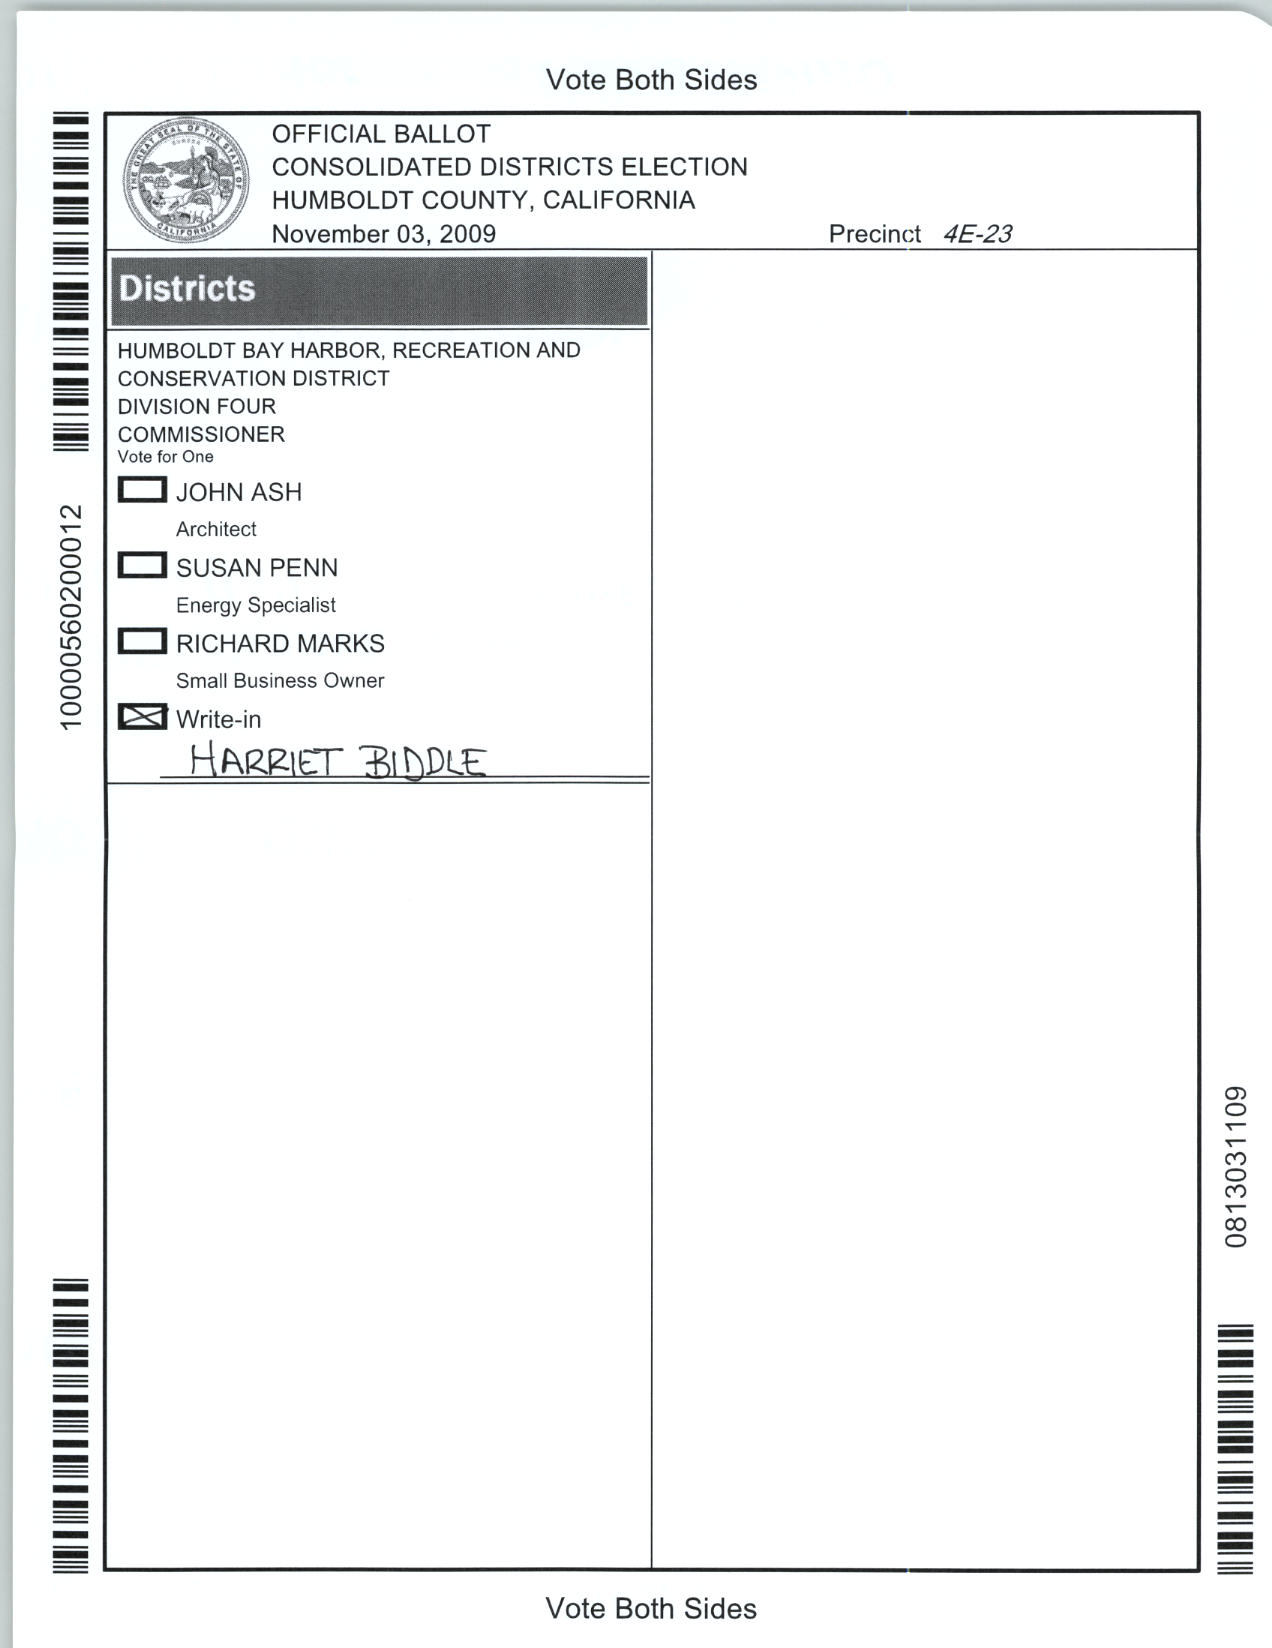 Vote Both Sides
OFFICIAL BALLOT
CONSOLIDATED DISTRICTS ELECTION
HUMBOLDT COUNTY, CALIFORNIA
November 03, 2009
Precinct 4E-23
THE GREAT SEAL OF THE STATE OF CALIFORNIA
EUREKA
Districts
HUMBOLDT BAY HARBOR, RECREATION AND
CONSERVATION DISTRICT
DIVISION FOUR
COMMISSIONER
Vote for One
JOHN ASH
Architect
SUSAN PENN
Energy Specialist
RICHARD MARKS
Small Business Owner
Write-in
HARRIET BIDDLE
10000560200012
0813031109
Vote Both Sides